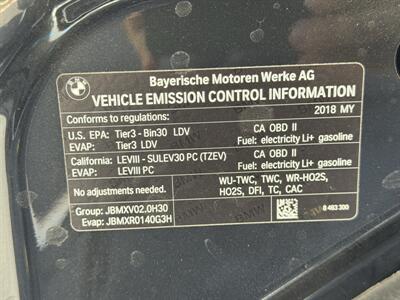 BMW
Bayerische Motoren Werke AG
VEHICLE EMISSION CONTROL INFORMATION
Conforms to regulations: 2018 MY
U.S. EPA: Tier3 - Bin30 LDV CA OBD II
EVAP: Tier3 LDV Fuel: electricity Li+ gasoline
California: LEVIII - SULEV30 PC (TZEV) CA OBD II
EVAP: LEVIII PC Fuel: electricity Li+ gasoline
No adjustments needed. WU-TWC, TWC, WR-HO2S,
HO2S, DFI, TC, CAC
Group: JBMXV02.0H30
Evap: JBMXR0140G3H
8 483 300